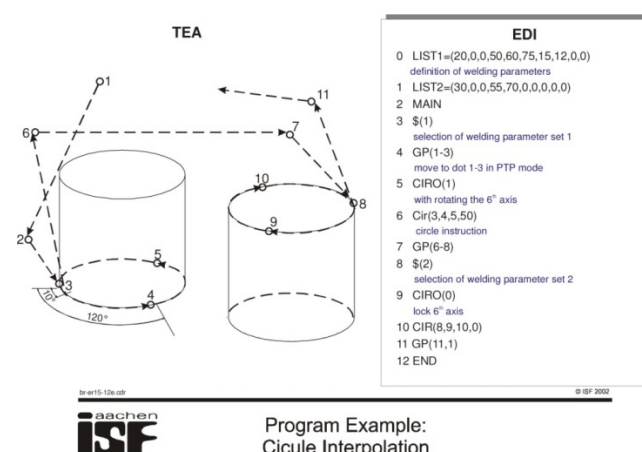 TEA
1
11
6
7
10
8
9
2
5
3
4
10°
120°
EDI
0 LIST1=(20,0,0,50,60,75,15,12,0,0)
definition of welding parameters
1 LIST2=(30,0,0,55,70,0,0,0,0,0)
2 MAIN
3 $(1)
selection of welding parameter set 1
4 GP(1-3)
move to dot 1-3 in PTP mode
5 CIRO(1)
with rotating the 6th axis
6 Cir(3,4,5,50)
circle instruction
7 GP(6-8)
8 $(2)
selection of welding parameter set 2
9 CIRO(0)
lock 6th axis
10 CIR(8,9,10,0)
11 GP(11,1)
12 END
br-er15-12e.cdr
© ISF 2002
aachen
ISF
Program Example:
Cicule Interpolation